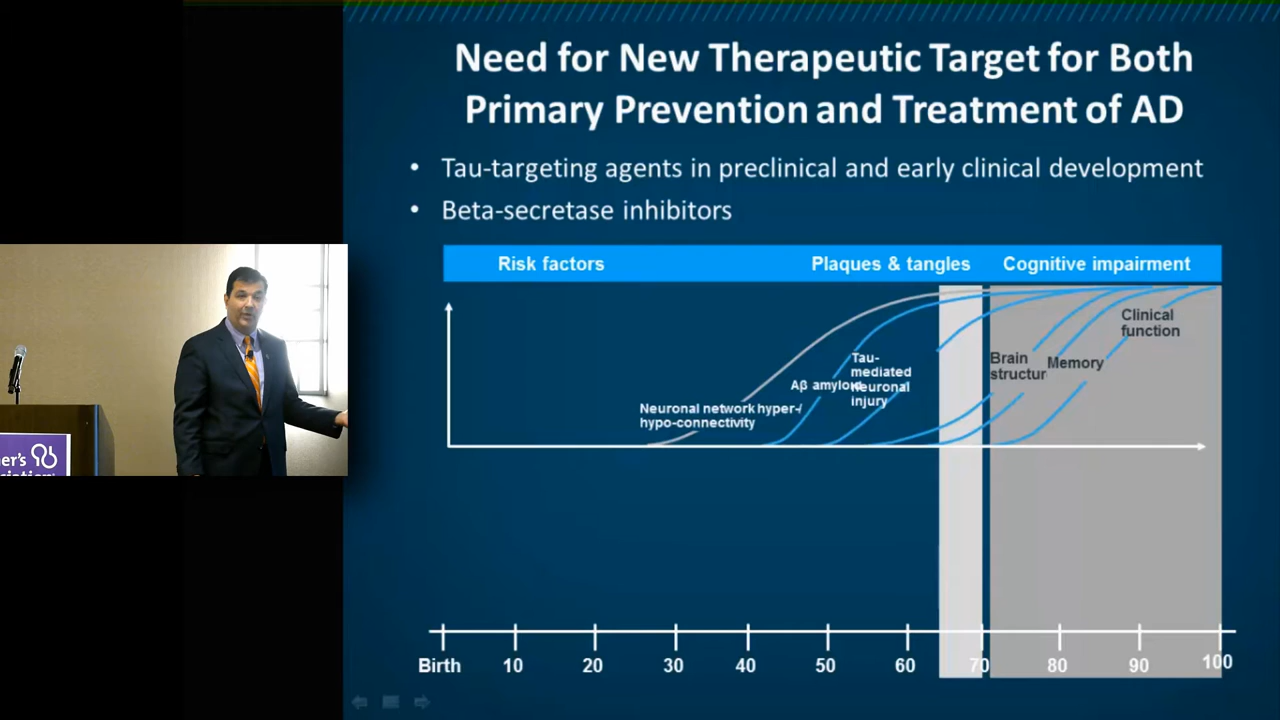 Need for New Therapeutic Target for Both
Primary Prevention and Treatment of AD
• Tau-targeting agents in preclinical and early clinical development
• Beta-secretase inhibitors
Risk factors
Plaques & tangles
Cognitive impairment
Clinical
function
Tau-
mediated
neuronal
injury
Brain
structur
Memory
Aβ amyloid
Neuronal network hyper-/
hypo-connectivity
er's
ciation
Birth 10 20 30 40 50 60 70 80 90 100